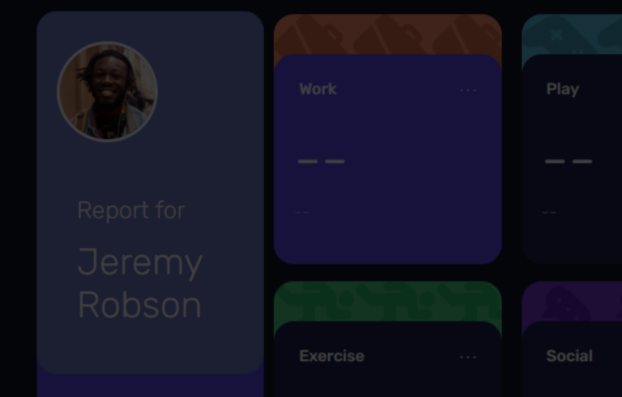 Report for
Jeremy
Robson
Work ...
-- --
--
Play
-- --
--
Exercise ...
Social